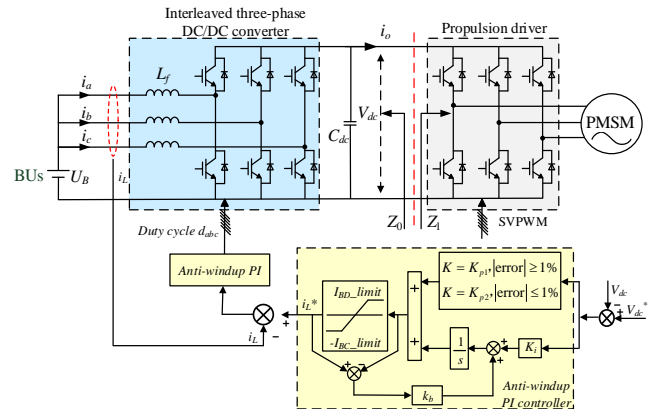 Interleaved three-phase
DC/DC converter
Propulsion driver
i_o
i_a
L_f
i_b
i_c
V_dc
C_dc
PMSM
BUs
U_B
i_L
Z_0
Z_1
SVPWM
Duty cycle d_abc
Anti-windup PI
i_L*
+
−
i_L
I_BD_limit
-I_BC_limit
+
+
K = K_p1, |error| ≥ 1%
K = K_p2, |error| ≤ 1%
V_dc
−
+
V_dc*
1/s
+
+
K_i
+
−
k_b
Anti-windup
PI controller